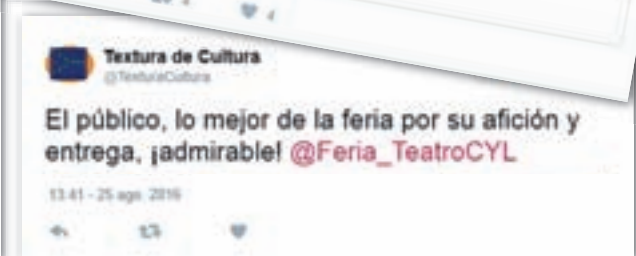 4
Textura de Cultura
@TexturaCultura
El público, lo mejor de la feria por su afición y
entrega, ¡admirable! @Feria_TeatroCYL
13:41 - 25 ago. 2016